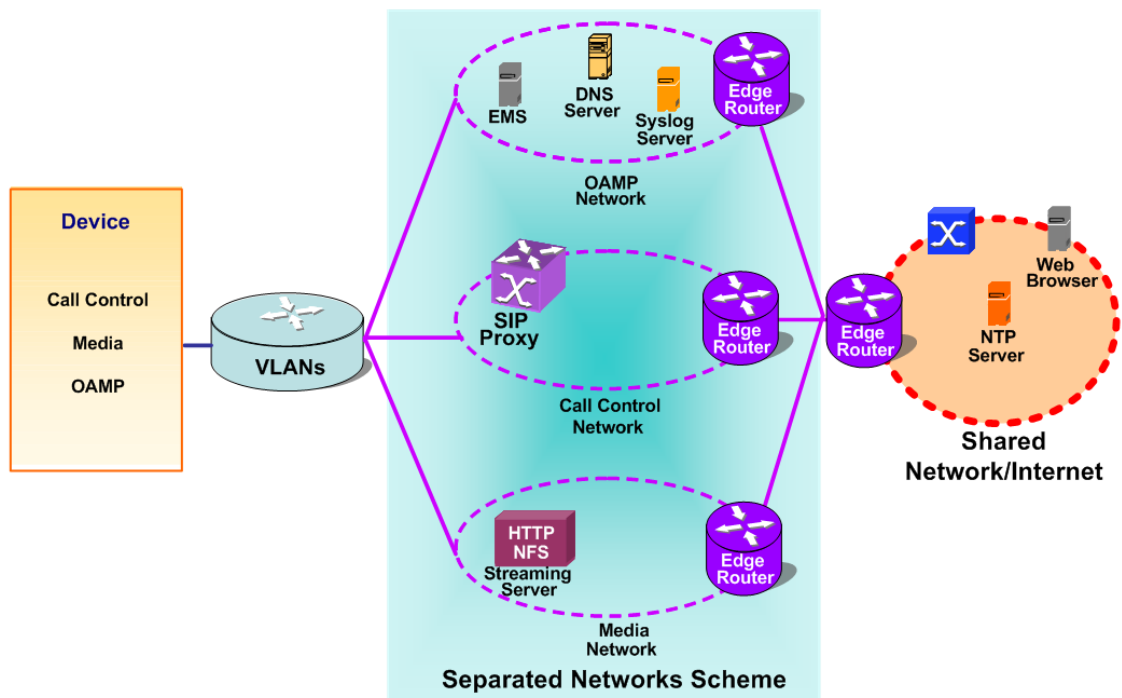 Device
Call Control
Media
OAMP
VLANs
EMS
DNS
Server
Syslog
Server
Edge
Router
OAMP
Network
SIP
Proxy
Edge
Router
Call Control
Network
HTTP
NFS
Streaming
Server
Edge
Router
Media
Network
Separated Networks Scheme
Edge
Router
Web
Browser
NTP
Server
Shared
Network/Internet